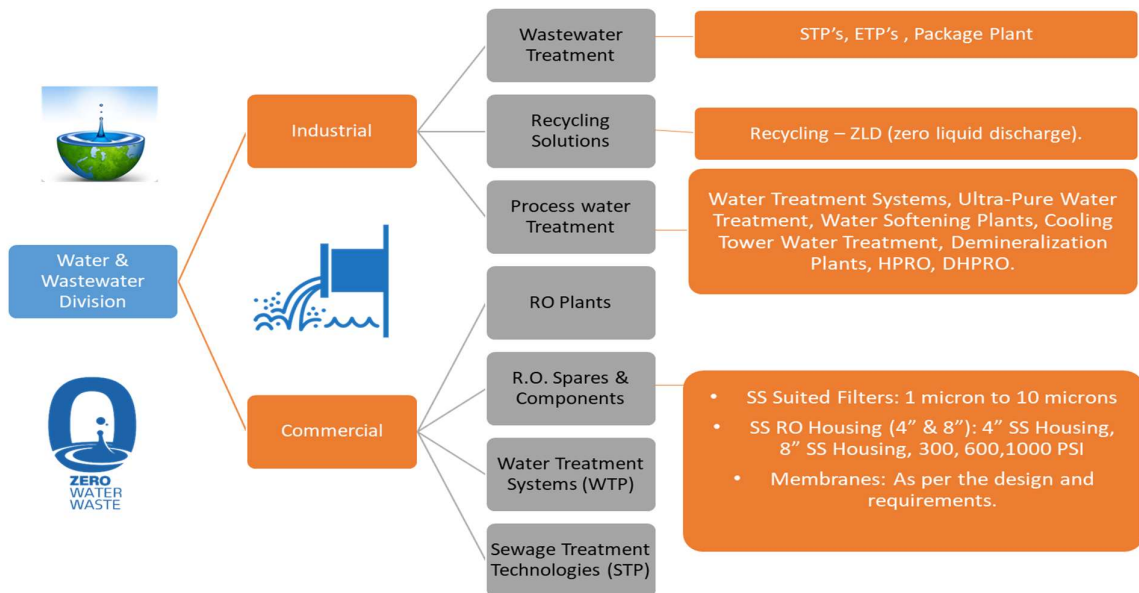 Water &
Wastewater
Division
ZERO
WATER
WASTE
Industrial
Commercial
Wastewater
Treatment
Recycling
Solutions
Process water
Treatment
RO Plants
R.O. Spares &
Components
Water Treatment
Systems (WTP)
Sewage Treatment
Technologies (STP)
STP’s, ETP’s , Package Plant
Recycling – ZLD (zero liquid discharge).
Water Treatment Systems, Ultra-Pure Water
Treatment, Water Softening Plants, Cooling
Tower Water Treatment, Demineralization
Plants, HPRO, DHPRO.
• SS Suited Filters: 1 micron to 10 microns
• SS RO Housing (4” & 8”): 4” SS Housing,
8” SS Housing, 300, 600,1000 PSI
• Membranes: As per the design and
requirements.